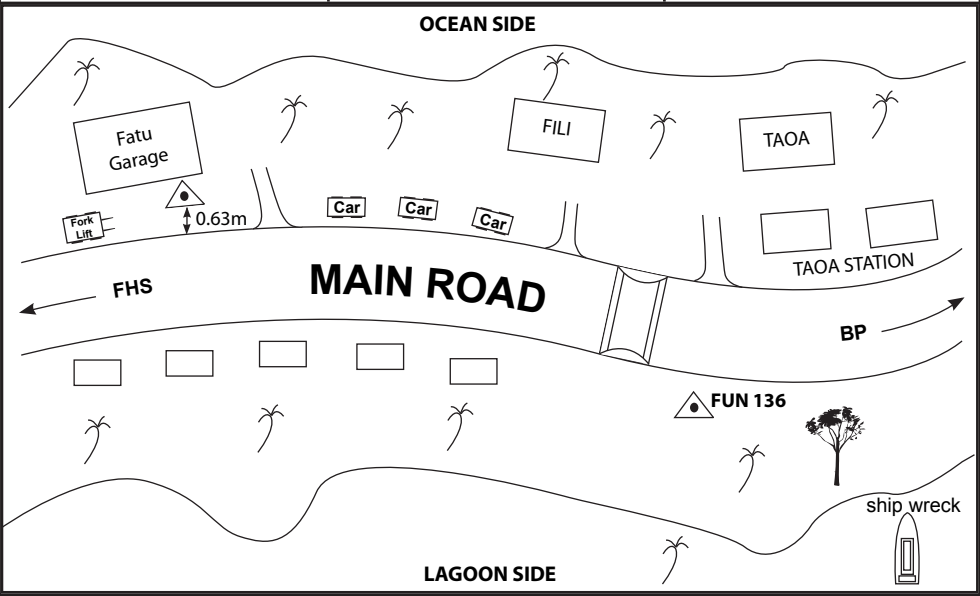 OCEAN SIDE
Fatu
Garage
FILI
TAOA
0.63m
Fork
Lift
Car
Car
Car
TAOA STATION
FHS
MAIN ROAD
BP
FUN 136
ship wreck
LAGOON SIDE